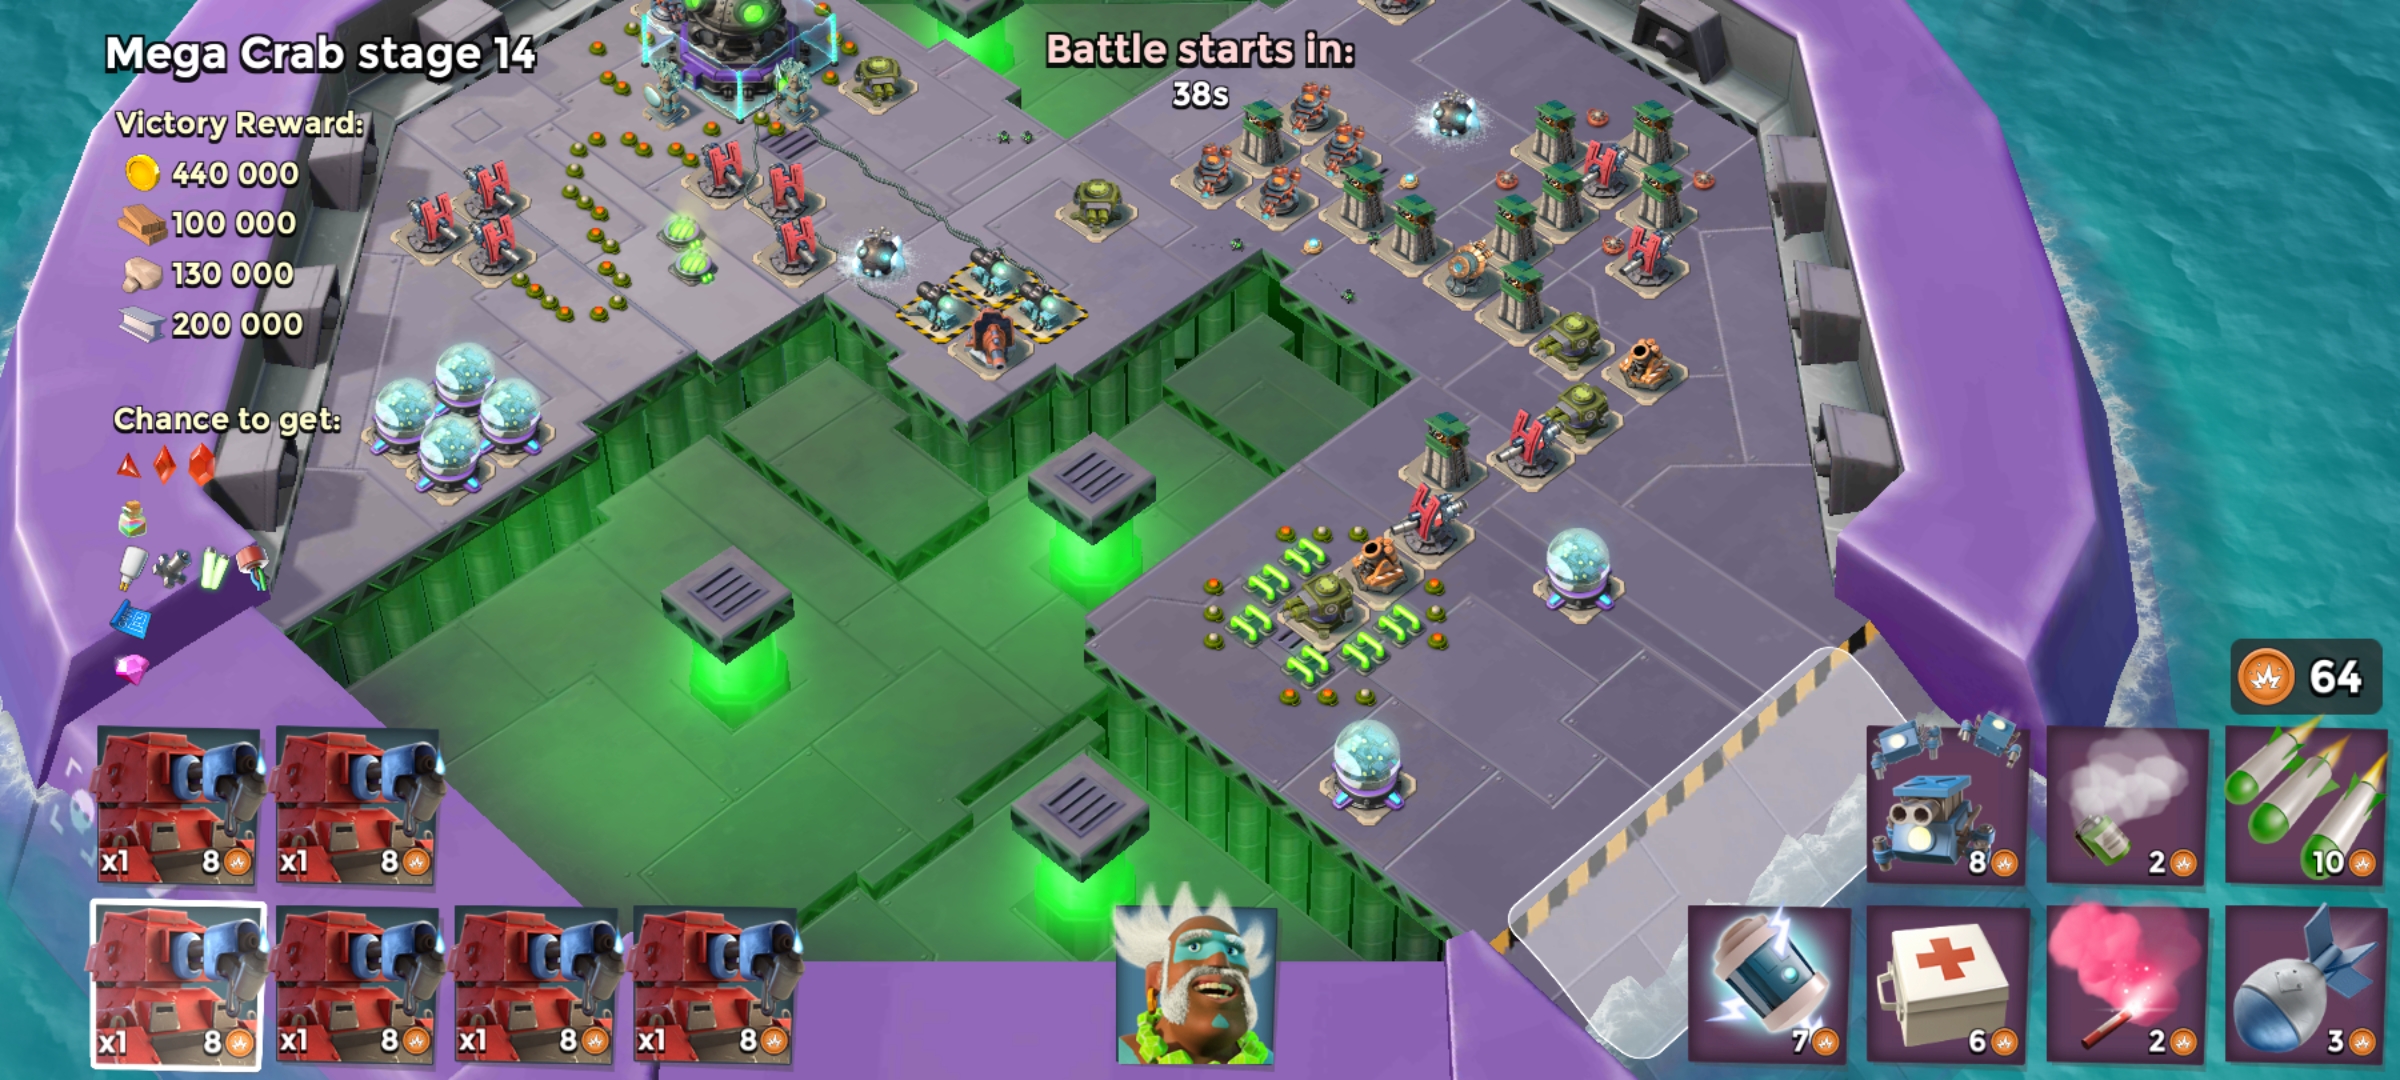 Mega Crab stage 14
Battle starts in:
38s
Victory Reward:
440 000
100 000
130 000
200 000
Chance to get:
64
x1 8
x1 8
8
2
10
x1 8
x1 8
x1 8
x1 8
7
6
2
3